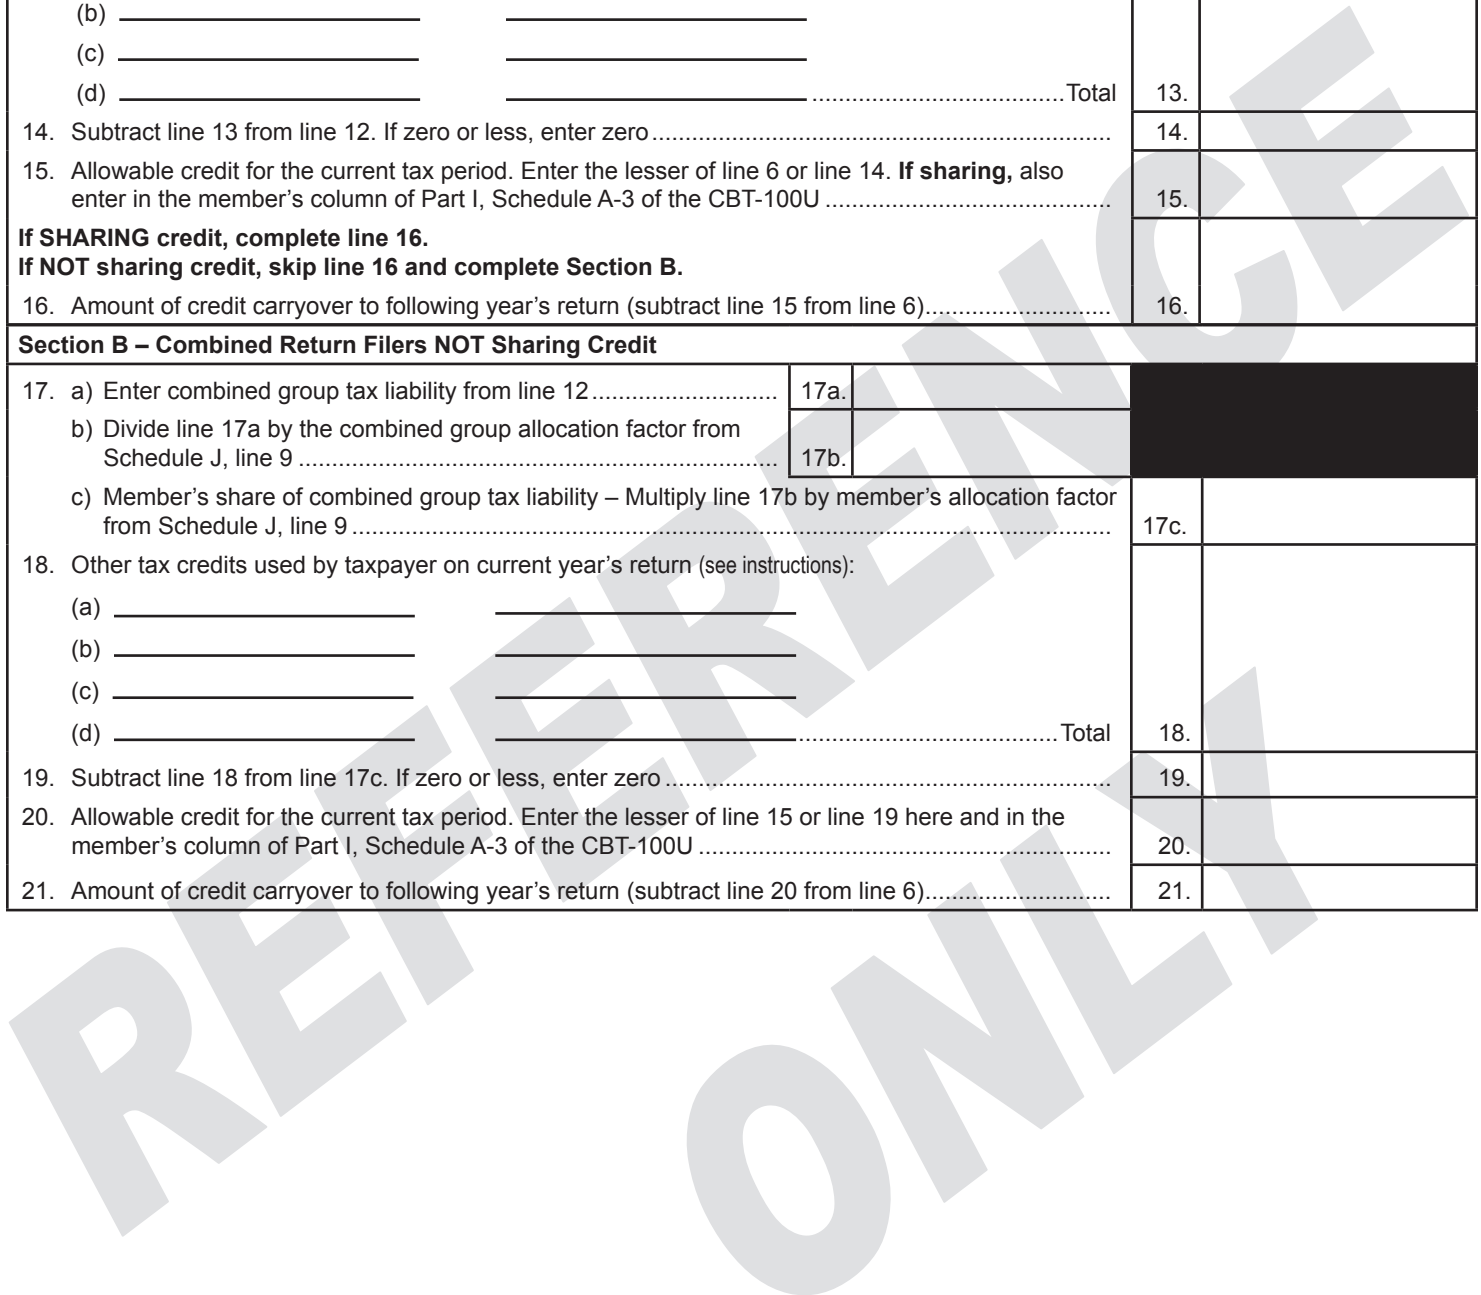 (b)
(c)
(d) ......................................Total 13.
14. Subtract line 13 from line 12. If zero or less, enter zero..................................................................... 14.
15. Allowable credit for the current tax period. Enter the lesser of line 6 or line 14. If sharing, also
enter in the member’s column of Part I, Schedule A-3 of the CBT-100U ........................................... 15.
If SHARING credit, complete line 16.
If NOT sharing credit, skip line 16 and complete Section B.
16. Amount of credit carryover to following year’s return (subtract line 15 from line 6)............................ 16.
Section B – Combined Return Filers NOT Sharing Credit
17. a) Enter combined group tax liability from line 12............................ 17a.
b) Divide line 17a by the combined group allocation factor from
Schedule J, line 9 ........................................................................ 17b.
c) Member’s share of combined group tax liability – Multiply line 17b by member’s allocation factor
from Schedule J, line 9 .................................................................................................................. 17c.
18. Other tax credits used by taxpayer on current year’s return (see instructions):
(a)
(b)
(c)
(d) .......................................Total 18.
19. Subtract line 18 from line 17c. If zero or less, enter zero ................................................................... 19.
20. Allowable credit for the current tax period. Enter the lesser of line 15 or line 19 here and in the
member’s column of Part I, Schedule A-3 of the CBT-100U .............................................................. 20.
21. Amount of credit carryover to following year’s return (subtract line 20 from line 6)............................ 21.
REFERENCE
ONLY